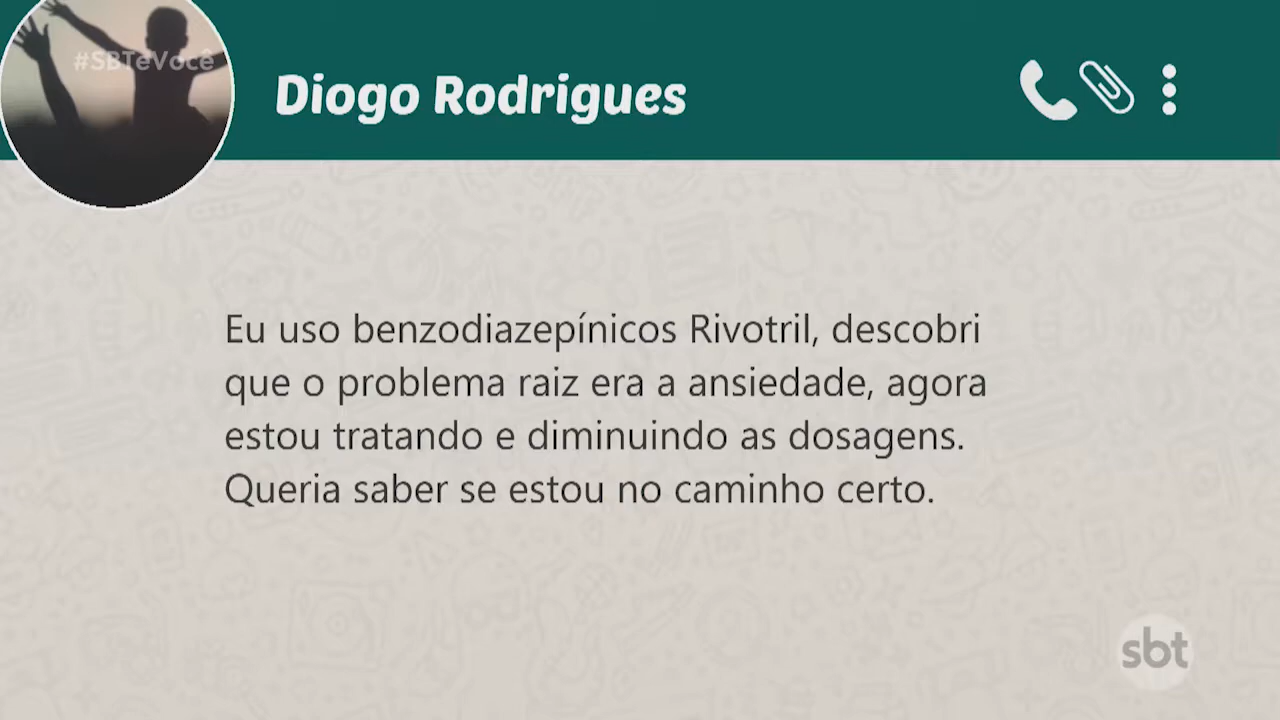 #SBTeVocê
Diogo Rodrigues
Eu uso benzodiazepínicos Rivotril, descobri
que o problema raiz era a ansiedade, agora
estou tratando e diminuindo as dosagens.
Queria saber se estou no caminho certo.
sbt